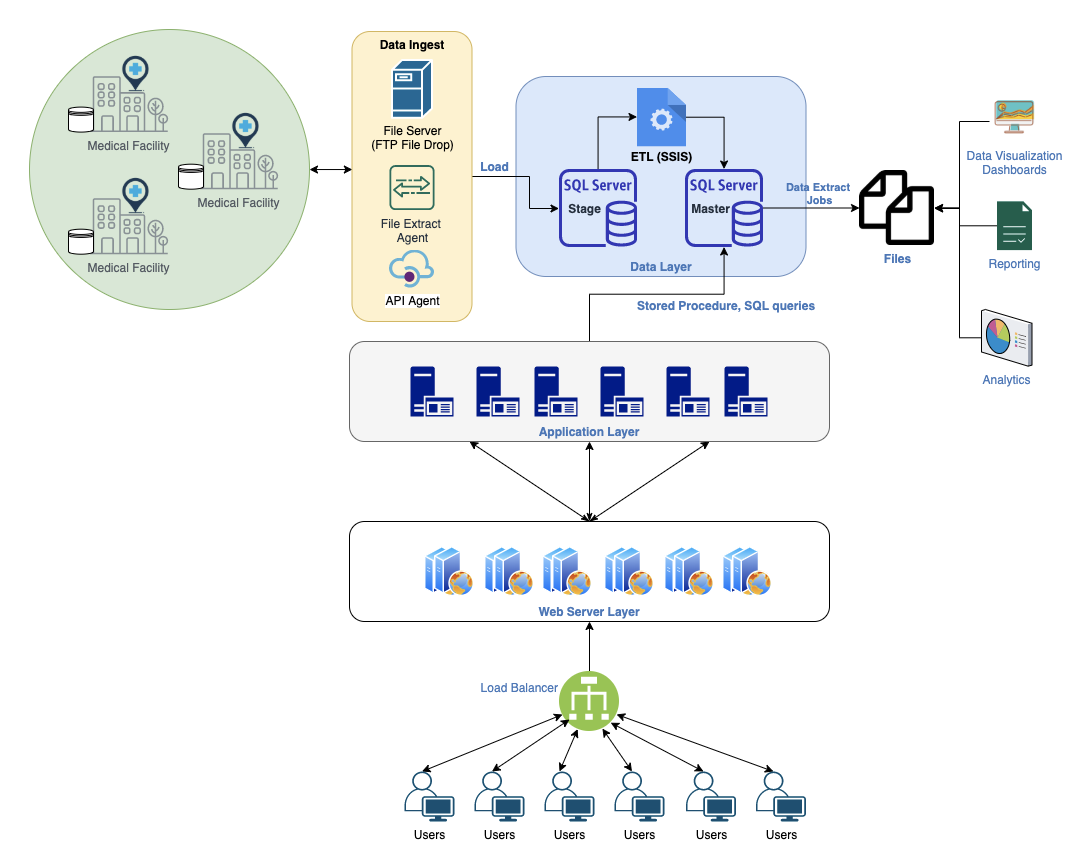 Data Ingest
File Server
(FTP File Drop)
File Extract
Agent
API Agent
Medical Facility
Medical Facility
Medical Facility
Load
ETL (SSIS)
SQL Server
Stage
SQL Server
Master
Data Layer
Data Extract
Jobs
Files
Data Visualization
Dashboards
Reporting
Analytics
Stored Procedure, SQL queries
Application Layer
Web Server Layer
Load Balancer
Users
Users
Users
Users
Users
Users